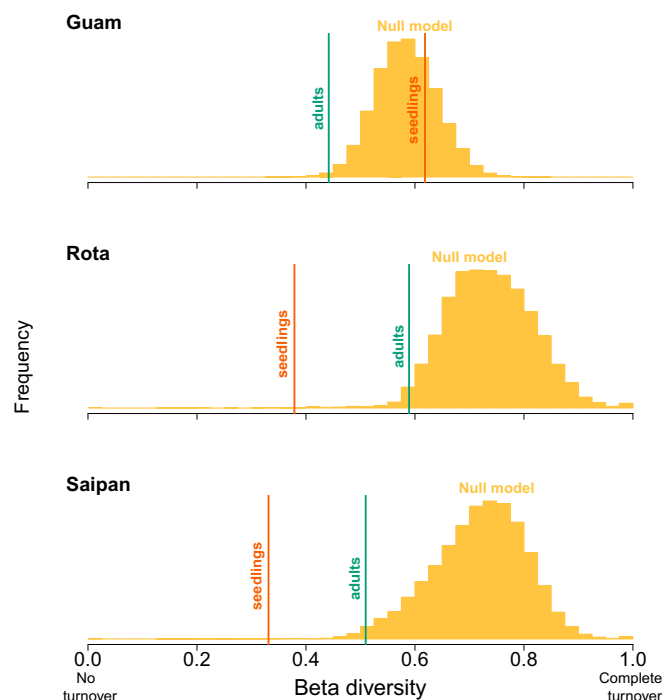 Guam
Null model
adults
seedlings
Rota
Null model
seedlings
adults
Frequency
Saipan
Null model
seedlings
adults
0.0 0.2 0.4 0.6 0.8 1.0
No
turnover
Complete
turnover
Beta diversity